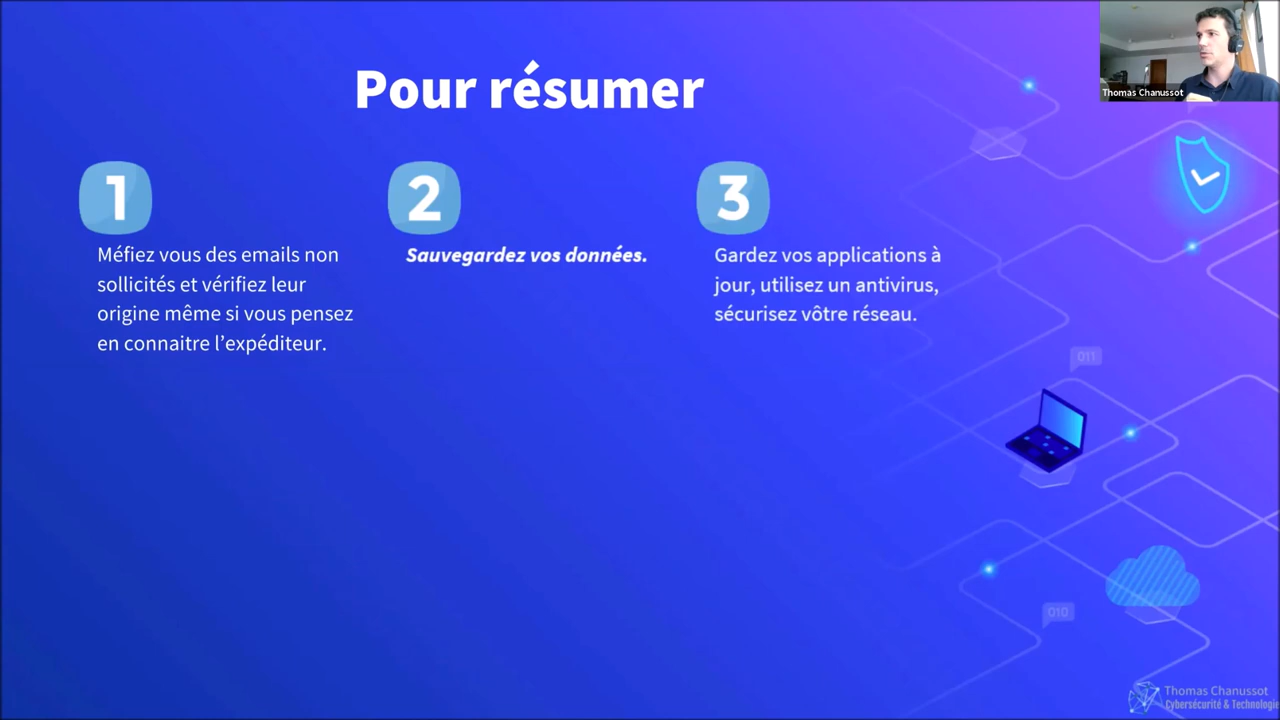 Thomas Chanussot
Pour résumer
1
Méfiez vous des emails non
sollicités et vérifiez leur
origine même si vous pensez
en connaitre l’expéditeur.
2
Sauvegardez vos données.
3
Gardez vos applications à
jour, utilisez un antivirus,
sécurisez vôtre réseau.
011
010
Thomas Chanussot
Cybersécurité & Technologie